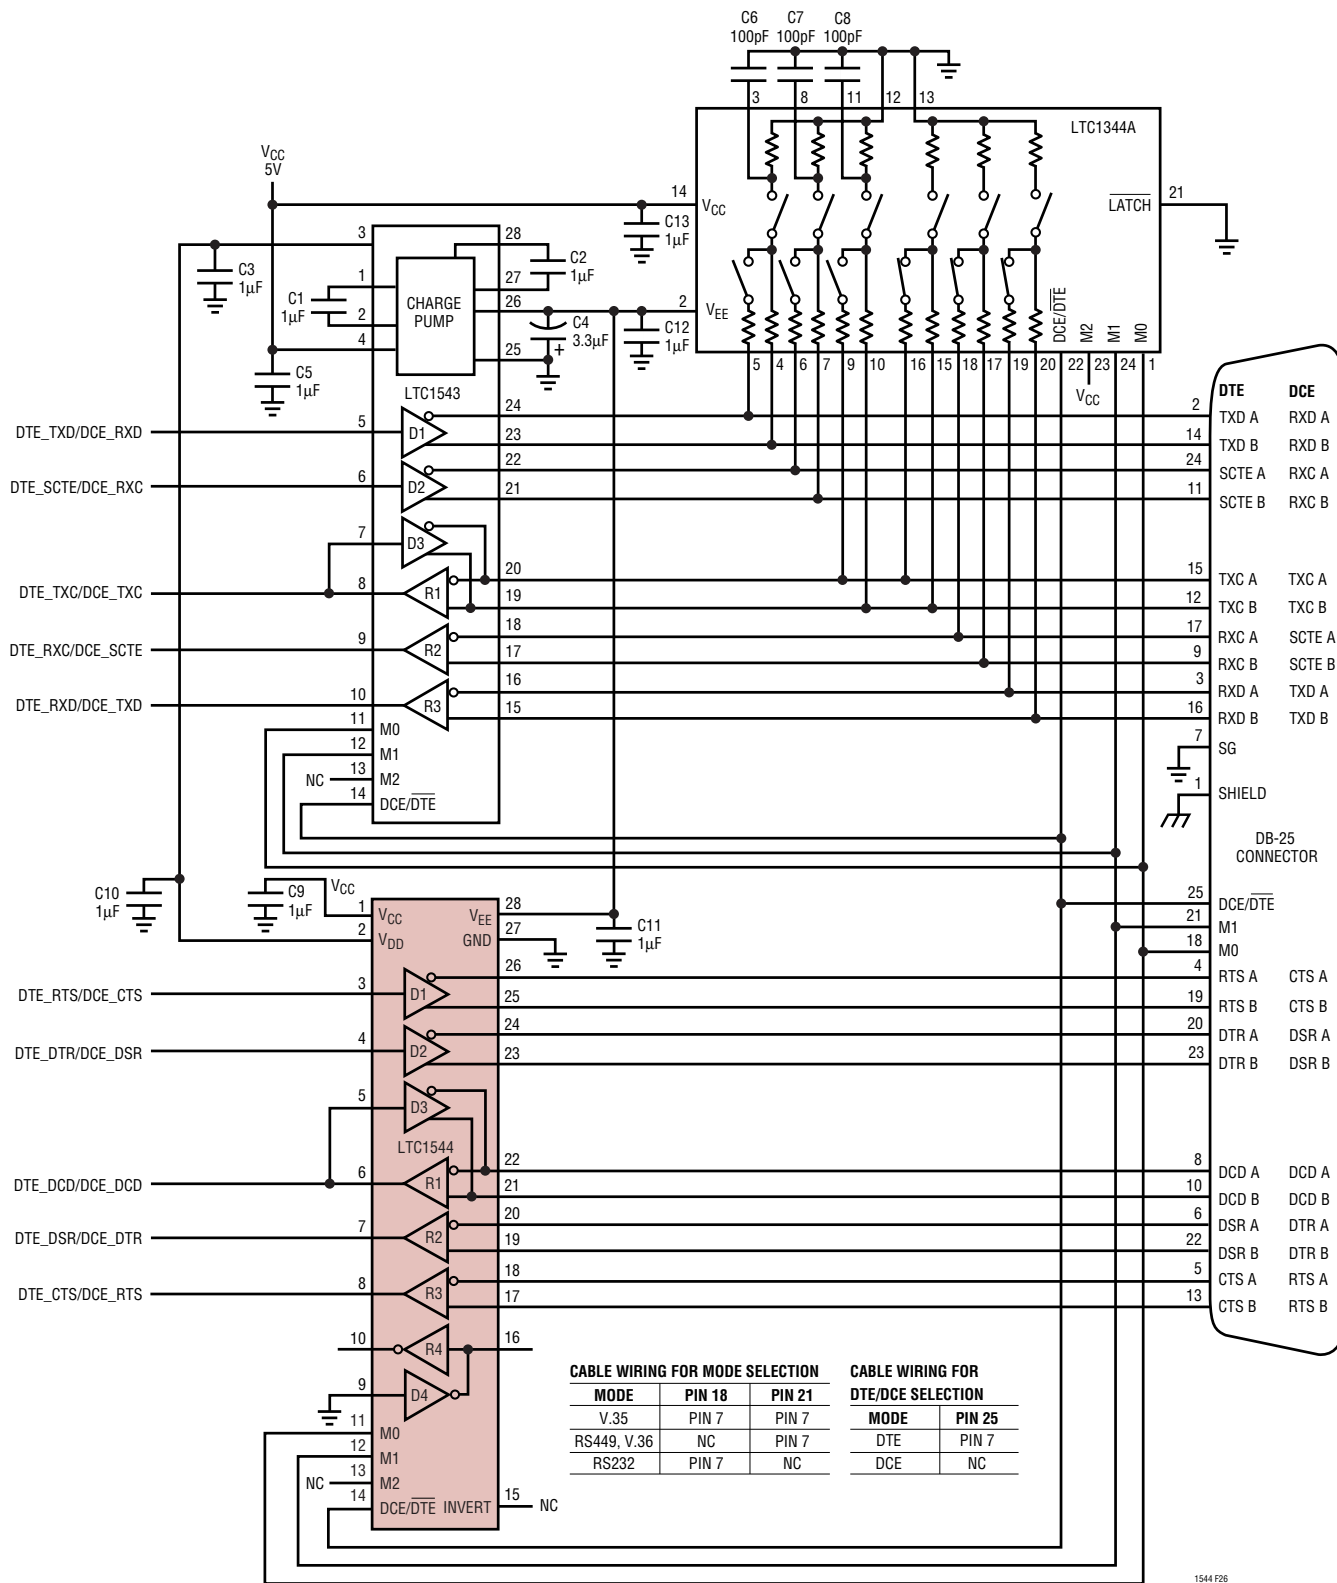 C6 C7 C8
100pF 100pF 100pF
3 8 11 12 13
LTC1344A
VCC
5V
14 VCC
LATCH 21
C13
1µF
3
28
C3
1µF
C2
1µF
27
1
C1
1µF
2
CHARGE
PUMP
26
2 VEE
C4
3.3µF
+
C12
1µF
4
25
DCE/DTE M2 M1 M0
C5
1µF
5 4 6 7 9 10 16 15 18 17 19 20 22 23 24 1
VCC
LTC1543
DTE DCE
DTE_TXD/DCE_RXD 5 D1 24 2 TXD A RXD A
23 14 TXD B RXD B
DTE_SCTE/DCE_RXC 6 D2 22 24 SCTE A RXC A
21 11 SCTE B RXC B
7 D3
DTE_TXC/DCE_TXC 8 R1 20 15 TXC A TXC A
19 12 TXC B TXC B
DTE_RXC/DCE_SCTE 9 R2 18 17 RXC A SCTE A
17 9 RXC B SCTE B
DTE_RXD/DCE_TXD 10 R3 16 3 RXD A TXD A
15 16 RXD B TXD B
11 M0
12 M1
NC 13 M2
14 DCE/DTE
7 SG
1 SHIELD
DB-25
CONNECTOR
C10
1µF
C9
1µF
VCC
1 VCC
VEE 28
2 VDD
GND 27
C11
1µF
25 DCE/DTE
21 M1
18 M0
DTE_RTS/DCE_CTS 3 D1 26 4 RTS A CTS A
25 19 RTS B CTS B
DTE_DTR/DCE_DSR 4 D2 24 20 DTR A DSR A
23 23 DTR B DSR B
5 D3
LTC1544
DTE_DCD/DCE_DCD 6 R1 22 8 DCD A DCD A
21 10 DCD B DCD B
DTE_DSR/DCE_DTR 7 R2 20 6 DSR A DTR A
19 22 DSR B DTR B
DTE_CTS/DCE_RTS 8 R3 18 5 CTS A RTS A
17 13 CTS B RTS B
10 R4 16
9 D4
11 M0
12 M1
NC 13 M2
14 DCE/DTE INVERT 15 NC
CABLE WIRING FOR MODE SELECTION
MODE PIN 18 PIN 21
V.35 PIN 7 PIN 7
RS449, V.36 NC PIN 7
RS232 PIN 7 NC
CABLE WIRING FOR
DTE/DCE SELECTION
MODE PIN 25
DTE PIN 7
DCE NC
1544 F26